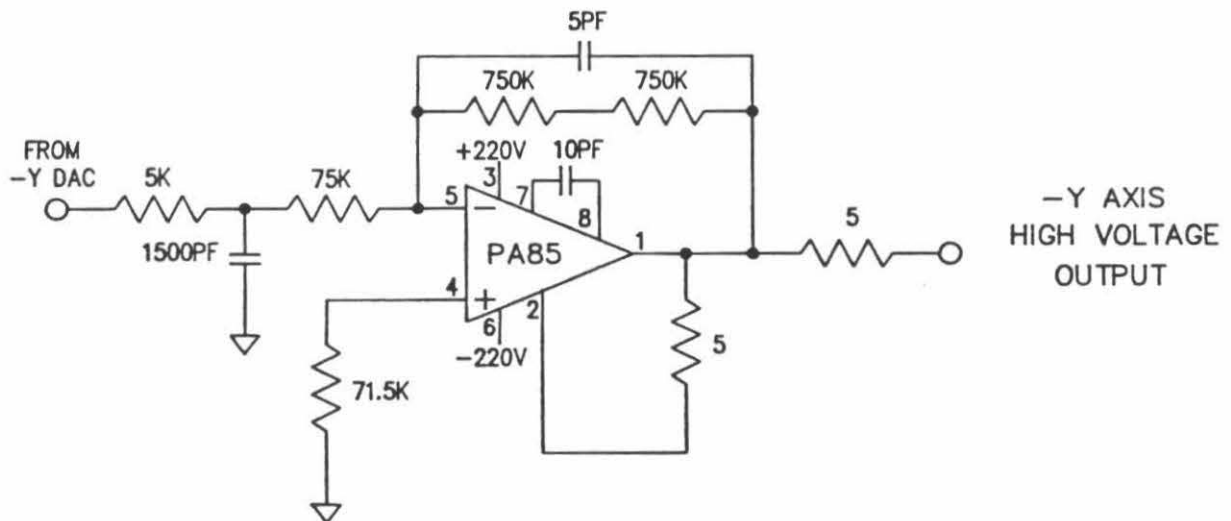 5PF
750K 750K
FROM
-Y DAC
5K
75K
+220V
10PF
3
7
8
5
−
PA85
1
5
-Y AXIS
HIGH VOLTAGE
OUTPUT
1500PF
4
+
2
6
-220V
5
71.5K